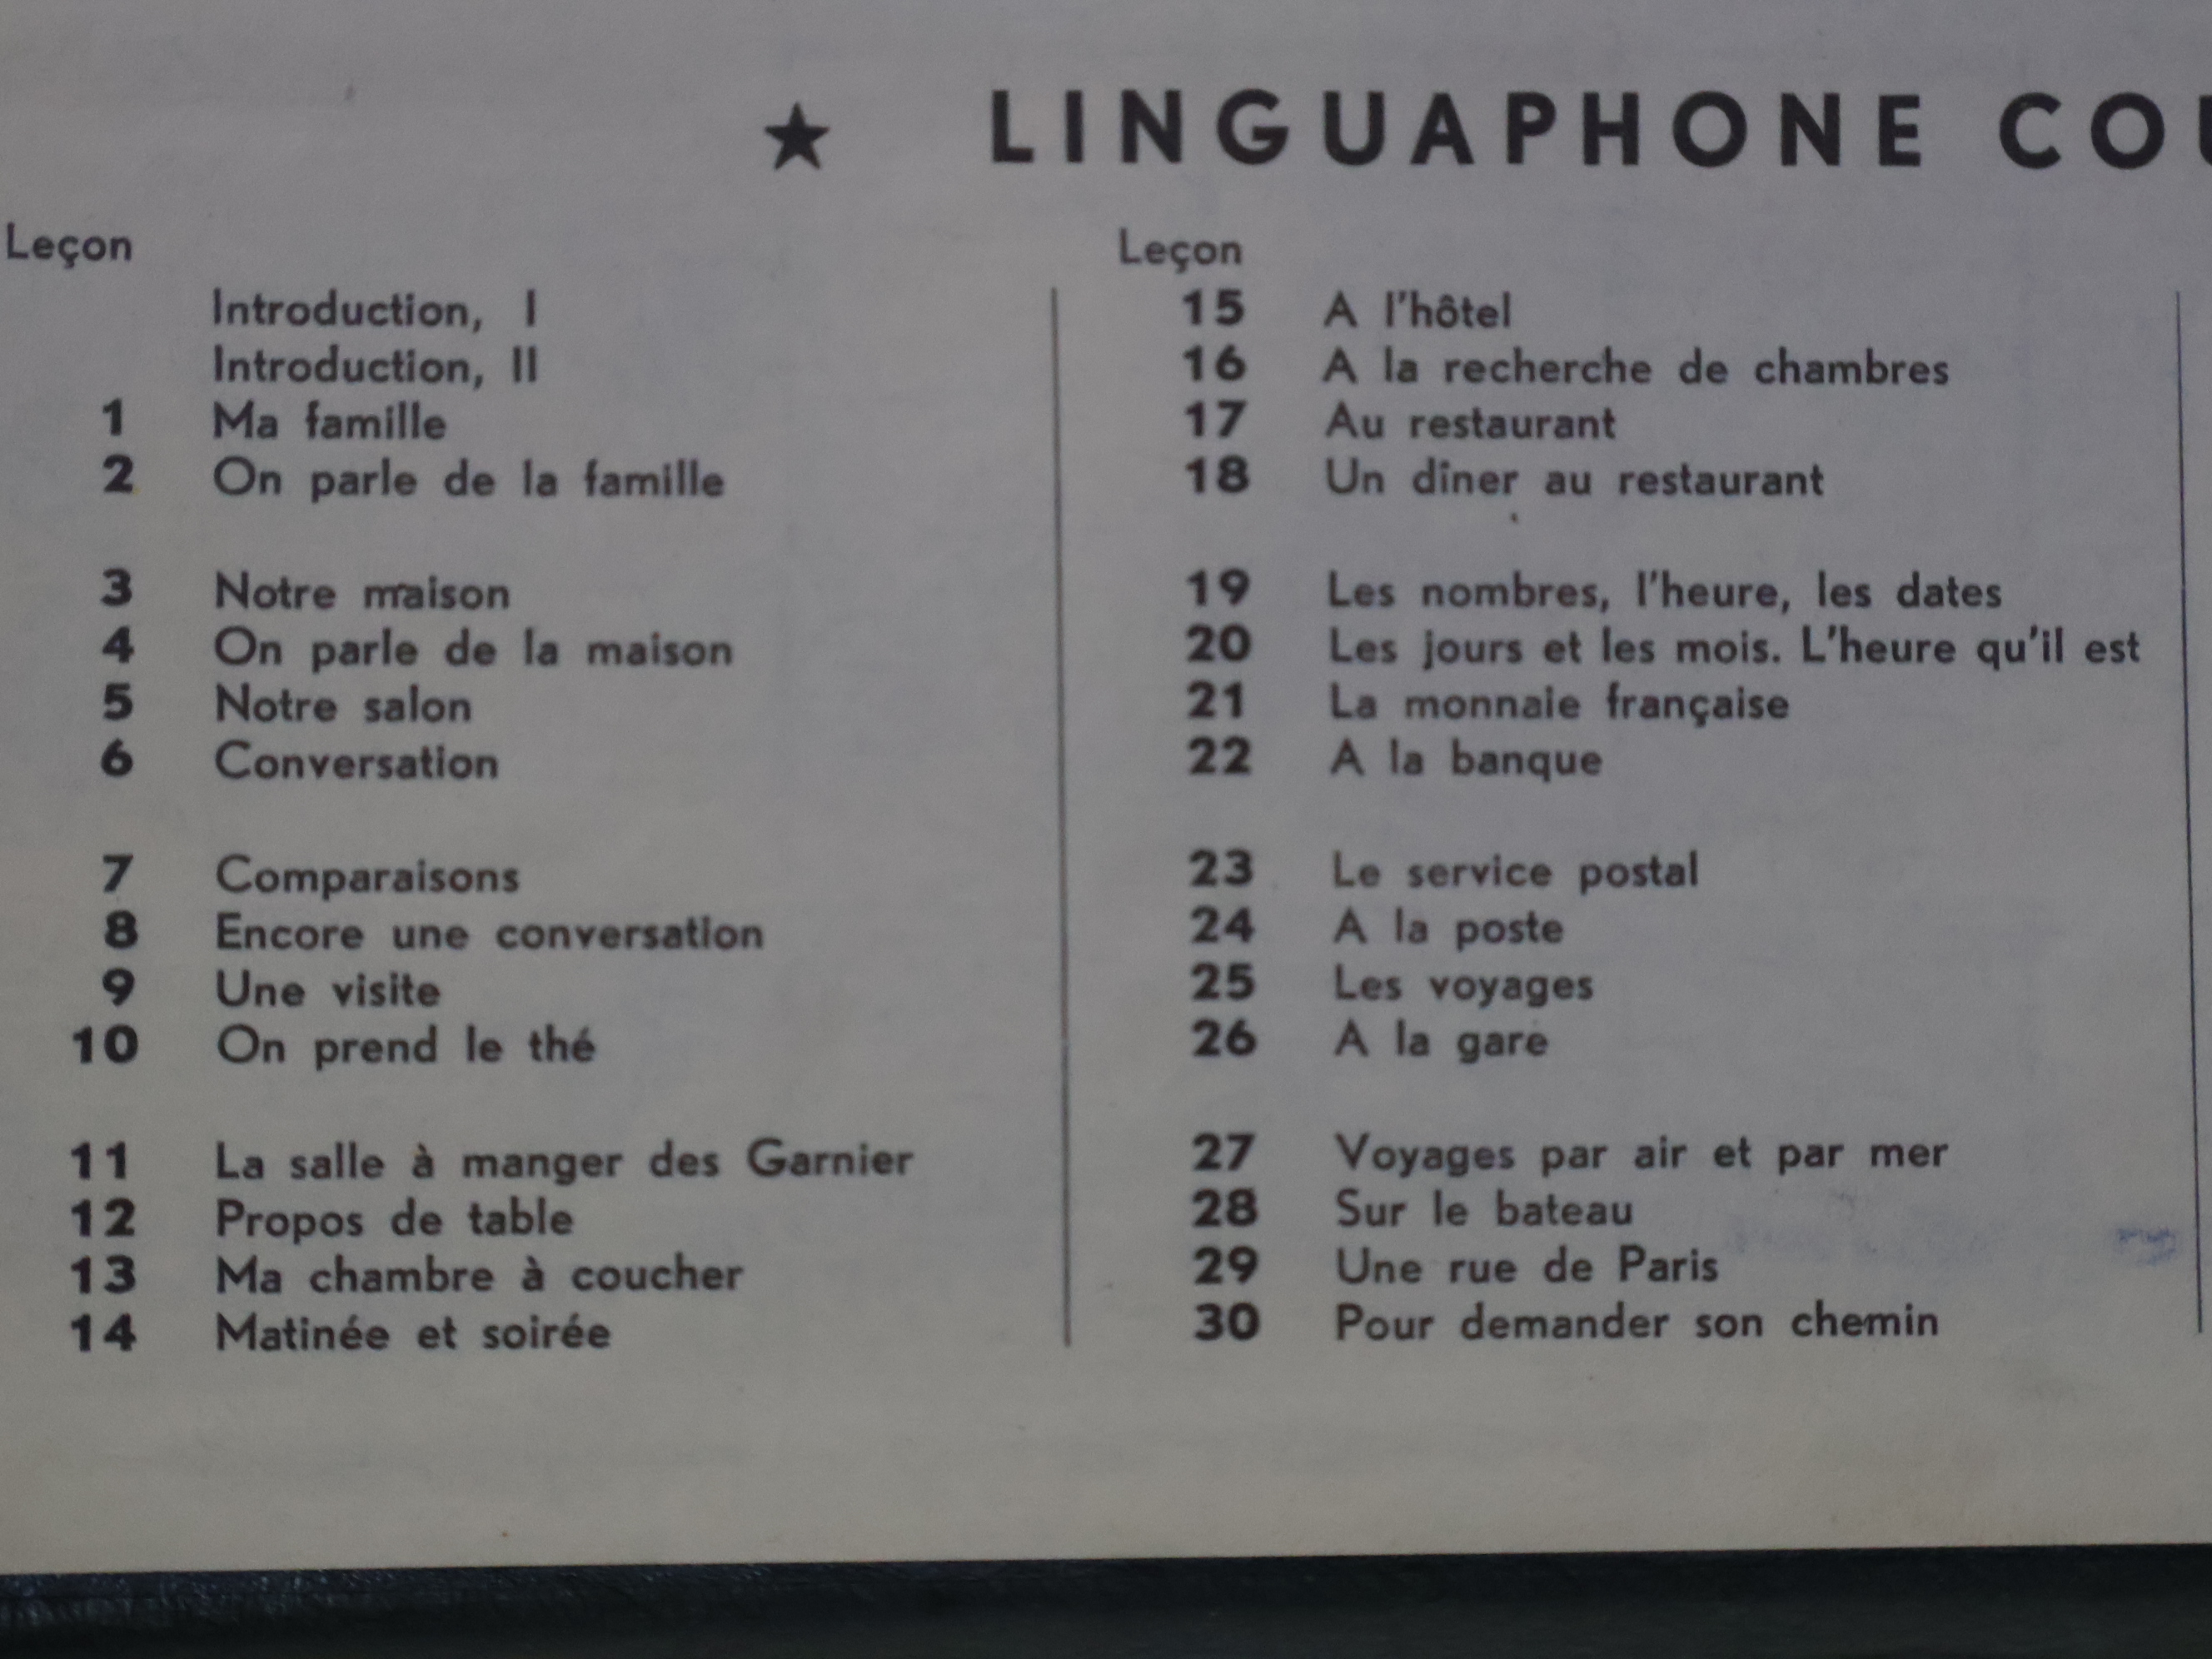 ★ LINGUAPHONE
Leçon
Introduction, I
Introduction, II
1 Ma famille
2 On parle de la famille
3 Notre maison
4 On parle de la maison
5 Notre salon
6 Conversation
7 Comparaisons
8 Encore une conversation
9 Une visite
10 On prend le thé
11 La salle à manger des Garnier
12 Propos de table
13 Ma chambre à coucher
14 Matinée et soirée
Leçon
15 A l'hôtel
16 A la recherche de chambres
17 Au restaurant
18 Un dîner au restaurant
19 Les nombres, l'heure, les dates
20 Les jours et les mois. L'heure qu'il est
21 La monnaie française
22 A la banque
23 Le service postal
24 A la poste
25 Les voyages
26 A la gare
27 Voyages par air et par mer
28 Sur le bateau
29 Une rue de Paris
30 Pour demander son chemin